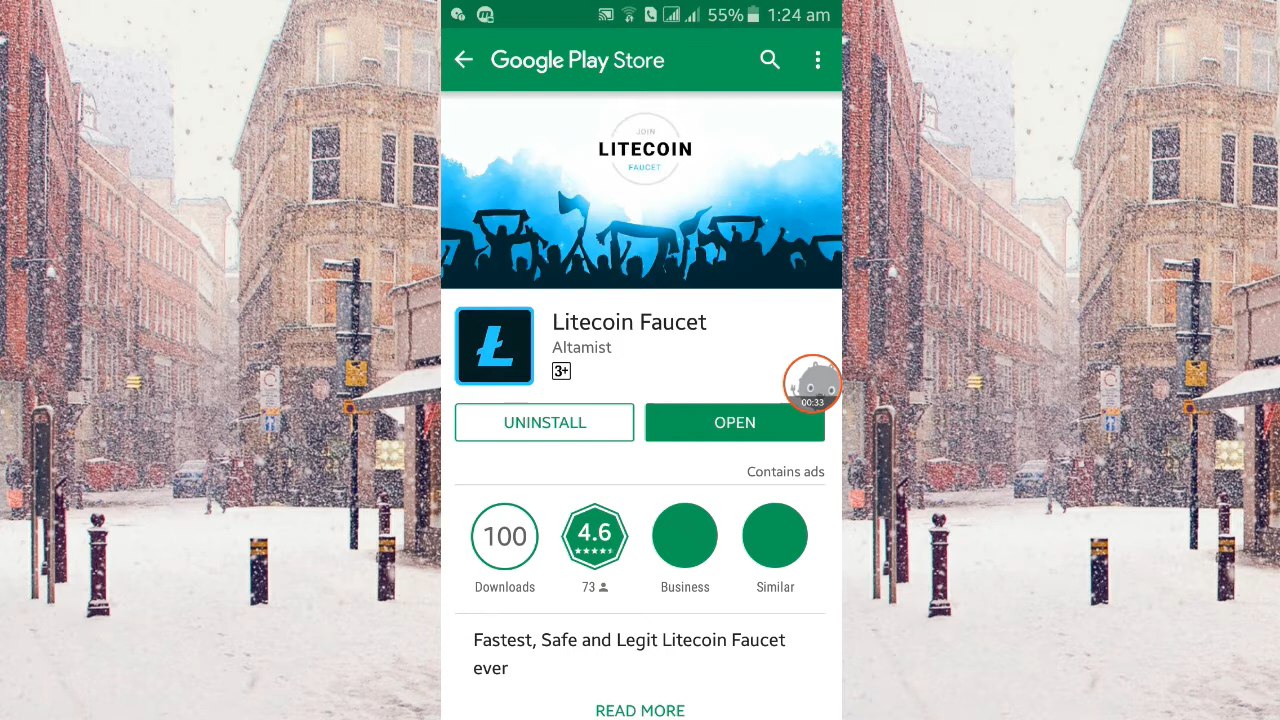 55% 1:24 am
Google Play Store
JOIN
LITECOIN
FAUCET
Litecoin Faucet
Altamist
3+
00:33
UNINSTALL
OPEN
Contains ads
100
4.6
Downloads
73
Business
Similar
Fastest, Safe and Legit Litecoin Faucet
ever
READ MORE